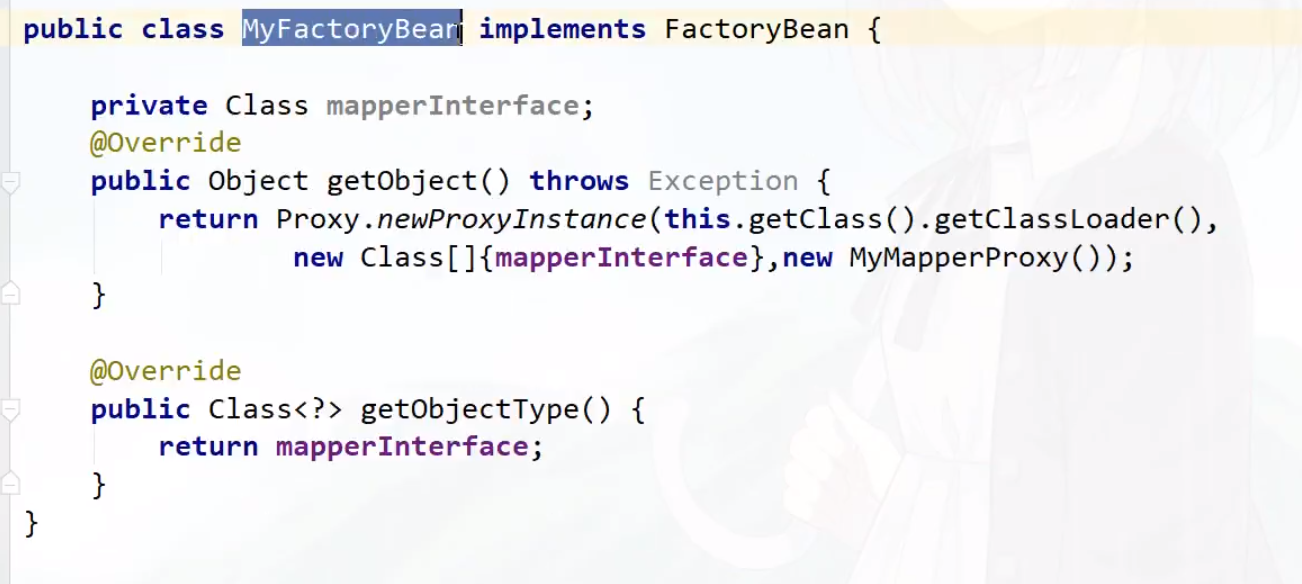 public class MyFactoryBean implements FactoryBean {
private Class mapperInterface;
@Override
public Object getObject() throws Exception {
return Proxy.newProxyInstance(this.getClass().getClassLoader(),
new Class[]{mapperInterface},new MyMapperProxy());
}
@Override
public Class<?> getObjectType() {
return mapperInterface;
}
}